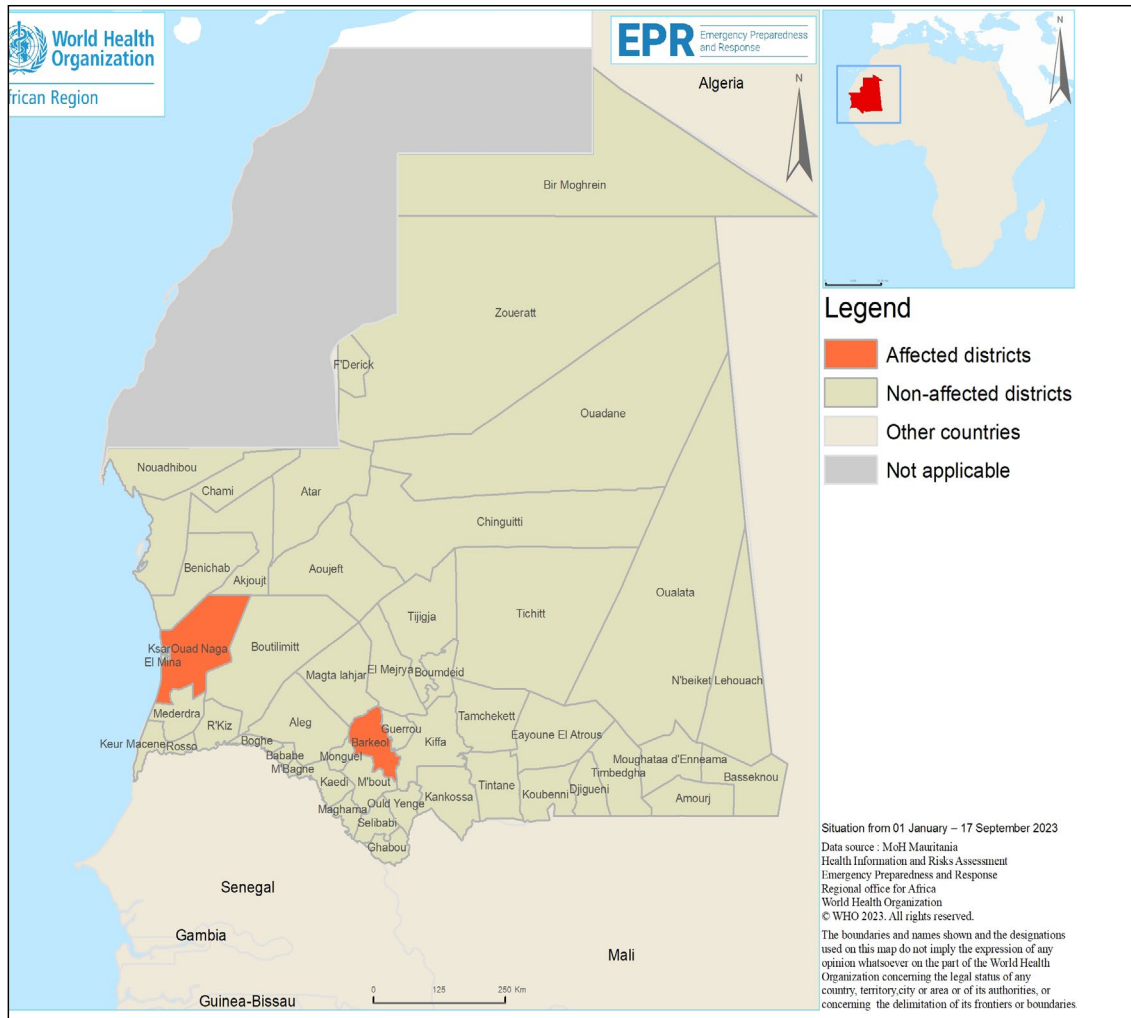 World Health
Organization
frican Region
EPR
Emergency Preparedness
and Response
Algeria
N
N
Bir Moghrein
Zoueratt
F'Derick
Ouadane
Nouadhibou
Chami
Atar
Chinguitti
Benichab
Akjoujt
Aoujeft
Oualata
Tichitt
Tijigja
Ksar
Ouad Naga
El Mina
Boutilimitt
Magta lahjar
El Mejrya
Boumdeid
N'beiket Lehouach
Mederdra
R'Kiz
Aleg
Guerrou
Tamchekett
Keur Macene
Rosso
Boghe
Barkeol
Kiffa
Eayoune El Atrous
Bababe
M'Bagne
Monguel
Moughataa d'Enneama
Timbedgha
Basseknou
Kaedi
M'bout
Tintane
Koubenni
Djigueni
Amourj
Maghama
Ould Yenge
Kankossa
Selibabi
Ghabou
Senegal
Gambia
Mali
Guinea-Bissau
0 125 250 Km
Legend
Affected districts
Non-affected districts
Other countries
Not applicable
Situation from 01 January – 17 September 2023
Data source : MoH Mauritania
Health Information and Risks Assessment
Emergency Preparedness and Response
Regional office for Africa
World Health Organization
© WHO 2023. All rights reserved.
The boundaries and names shown and the designations
used on this map do not imply the expression of any
opinion whatsoever on the part of the World Health
Organization concerning the legal status of any
country, territory,city or area or of its authorities, or
concerning the delimitation of its frontiers or boundaries.